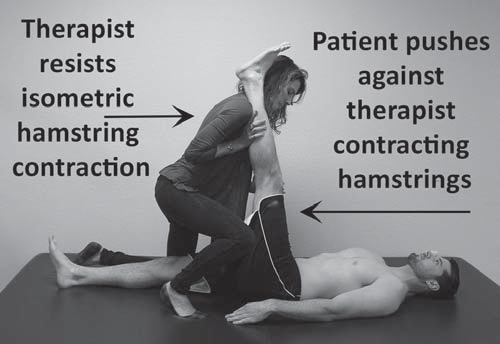 Therapist
resists
isometric
hamstring
contraction
Patient pushes
against
therapist
contracting
hamstrings